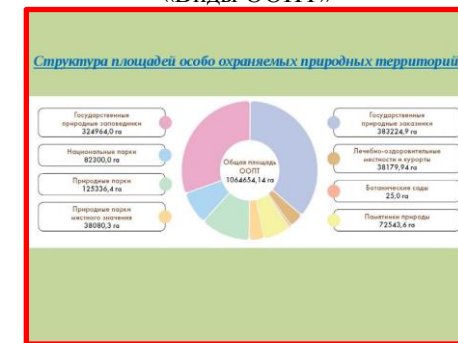 «Виды ООПТ»
Структура площадей особо охраняемых природных территорий
Государственные
природные заповедники
324964,0 га
Национальные парки
82300,0 га
Природные парки
125336,4 га
Природные парки
местного значения
38080,3 га
Общая площадь
ООПТ
1064654,14 га
Государственные
природные заказники
383224,9 га
Лечебно-оздоровительные
местности и курорты
38179,94 га
Ботанические сады
25,0 га
Памятники природы
72543,6 га